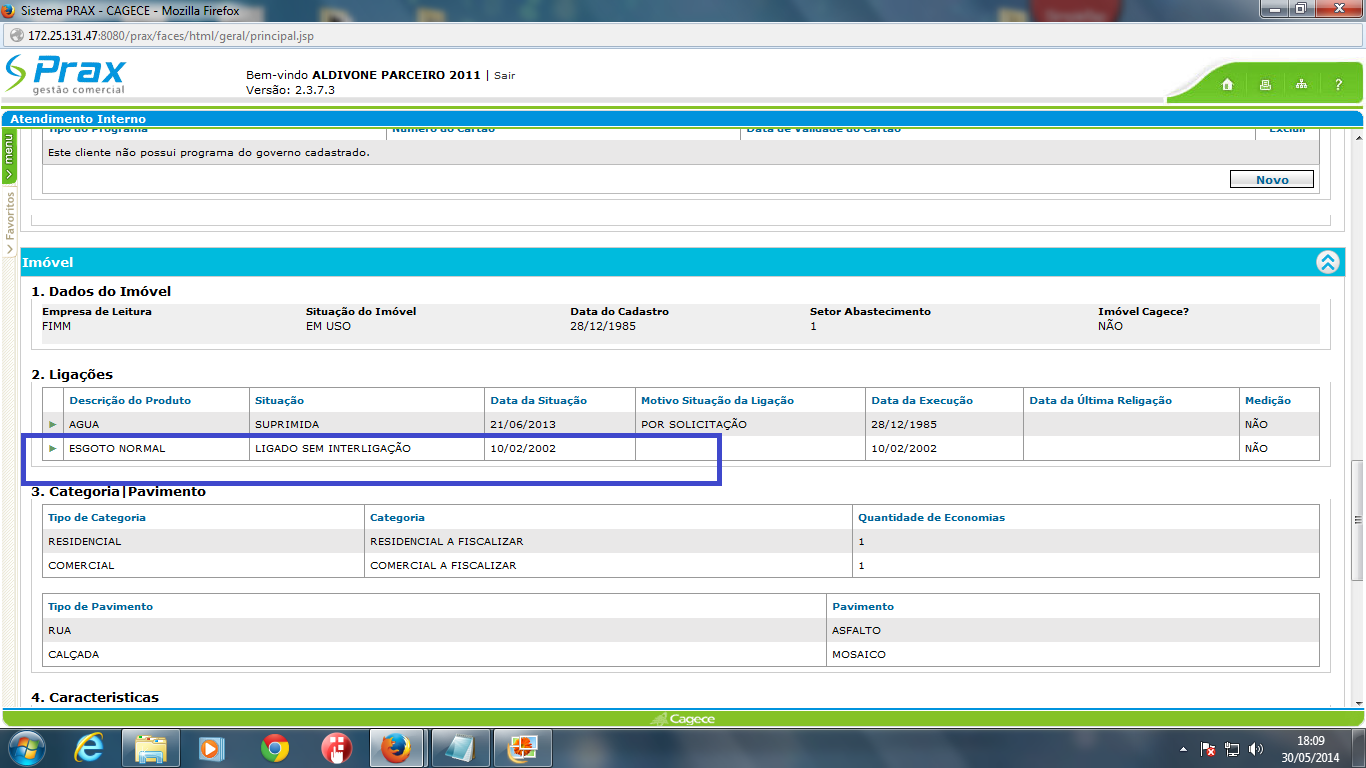 Sistema PRAX - CAGECE - Mozilla Firefox
172.25.131.47:8080/prax/faces/html/geral/principal.jsp
Prax
gestão comercial
Bem-vindo ALDIVONE PARCEIRO 2011 | Sair
Versão: 2.3.7.3
?
Atendimento Interno
menu
Favoritos
Tipo do Programa Número do Cartão Data de Validade do Cartão Excluir
Este cliente não possui programa do governo cadastrado.
Novo
Imóvel
1. Dados do Imóvel
Empresa de Leitura Situação do Imóvel Data do Cadastro Setor Abastecimento Imóvel Cagece?
FIMM EM USO 28/12/1985 1 NÃO
2. Ligações
Descrição do Produto Situação Data da Situação Motivo Situação da Ligação Data da Execução Data da Última Religação Medição
AGUA SUPRIMIDA 21/06/2013 POR SOLICITAÇÃO 28/12/1985 NÃO
ESGOTO NORMAL LIGADO SEM INTERLIGAÇÃO 10/02/2002 10/02/2002 NÃO
3. Categoria|Pavimento
Tipo de Categoria Categoria Quantidade de Economias
RESIDENCIAL RESIDENCIAL A FISCALIZAR 1
COMERCIAL COMERCIAL A FISCALIZAR 1
Tipo de Pavimento Pavimento
RUA ASFALTO
CALÇADA MOSAICO
4. Caracteristicas
Cagece
18:09
30/05/2014